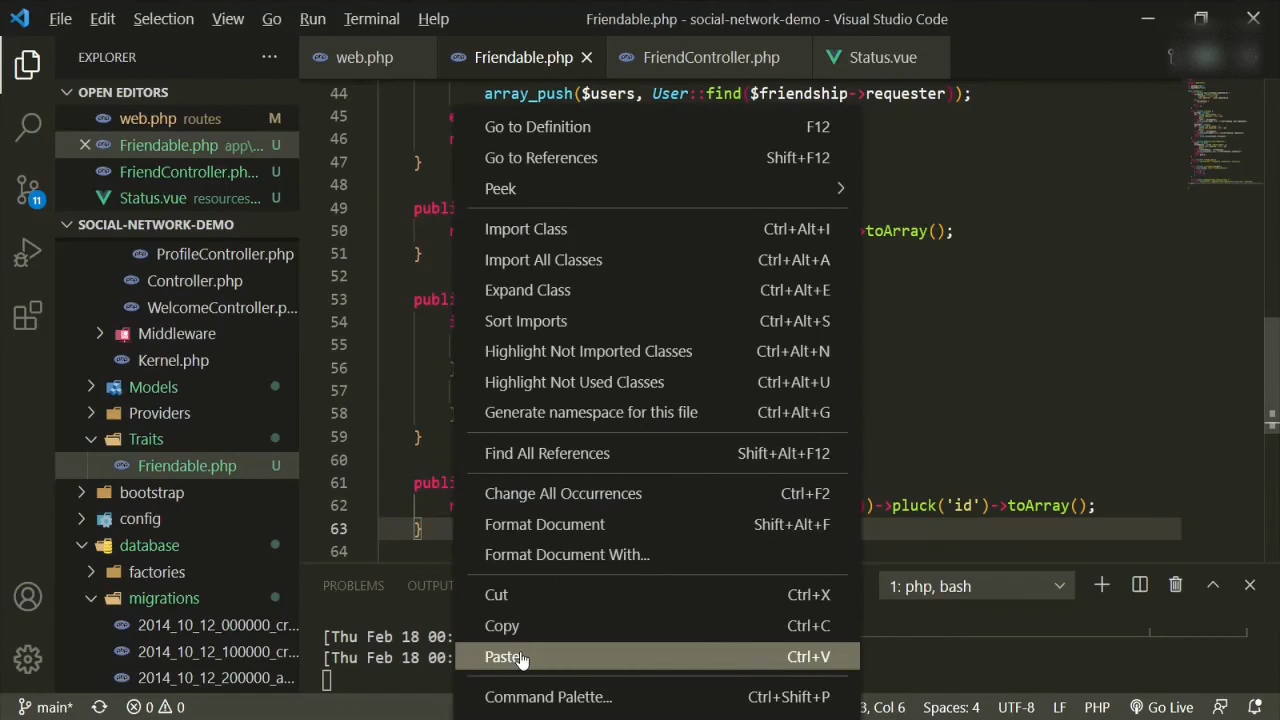 File Edit Selection View Go Run Terminal Help Friendable.php - social-network-demo - Visual Studio Code
EXPLORER ···
web.php Friendable.php FriendController.php Status.vue
OPEN EDITORS
web.php routes M
Friendable.php app\... U
FriendController.ph... U
Status.vue resources... U
11
SOCIAL-NETWORK-DEMO
ProfileController.php
Controller.php
WelcomeController.p...
Middleware
Kernel.php
Models
Providers
Traits
Friendable.php U
bootstrap
config
database
factories
migrations
2014_10_12_000000_cr...
2014_10_12_100000_cr...
2014_10_12_200000_a...
44 array_push($users, User::find($friendship->requester));
45
46
47 }
48
49 publi
50 >toArray();
51 }
52
53 publi
54
55
56
57
58
59 }
60
61 publi
62 )->pluck('id')->toArray();
63 }
64
Go to Definition F12
Go to References Shift+F12
Peek
Import Class Ctrl+Alt+I
Import All Classes Ctrl+Alt+A
Expand Class Ctrl+Alt+E
Sort Imports Ctrl+Alt+S
Highlight Not Imported Classes Ctrl+Alt+N
Highlight Not Used Classes Ctrl+Alt+U
Generate namespace for this file Ctrl+Alt+G
Find All References Shift+Alt+F12
Change All Occurrences Ctrl+F2
Format Document Shift+Alt+F
Format Document With...
Cut Ctrl+X
Copy Ctrl+C
Paste Ctrl+V
Command Palette... Ctrl+Shift+P
PROBLEMS OUTPU 1: php, bash
[Thu Feb 18 00:
[Thu Feb 18 00:
main* 0 0 3, Col 6 Spaces: 4 UTF-8 LF PHP Go Live